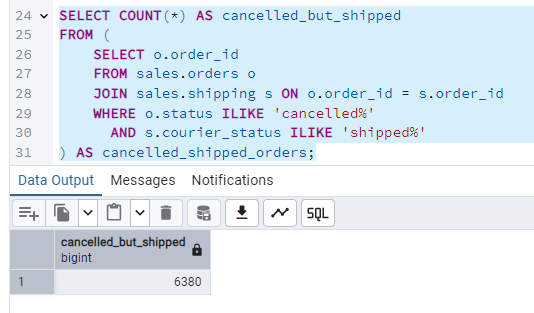 24 SELECT COUNT(*) AS cancelled_but_shipped
25 FROM (
26 SELECT o.order_id
27 FROM sales.orders o
28 JOIN sales.shipping s ON o.order_id = s.order_id
29 WHERE o.status ILIKE 'cancelled%'
30 AND s.courier_status ILIKE 'shipped%'
31 ) AS cancelled_shipped_orders;
Data Output Messages Notifications
SQL
cancelled_but_shipped
bigint
1 6380